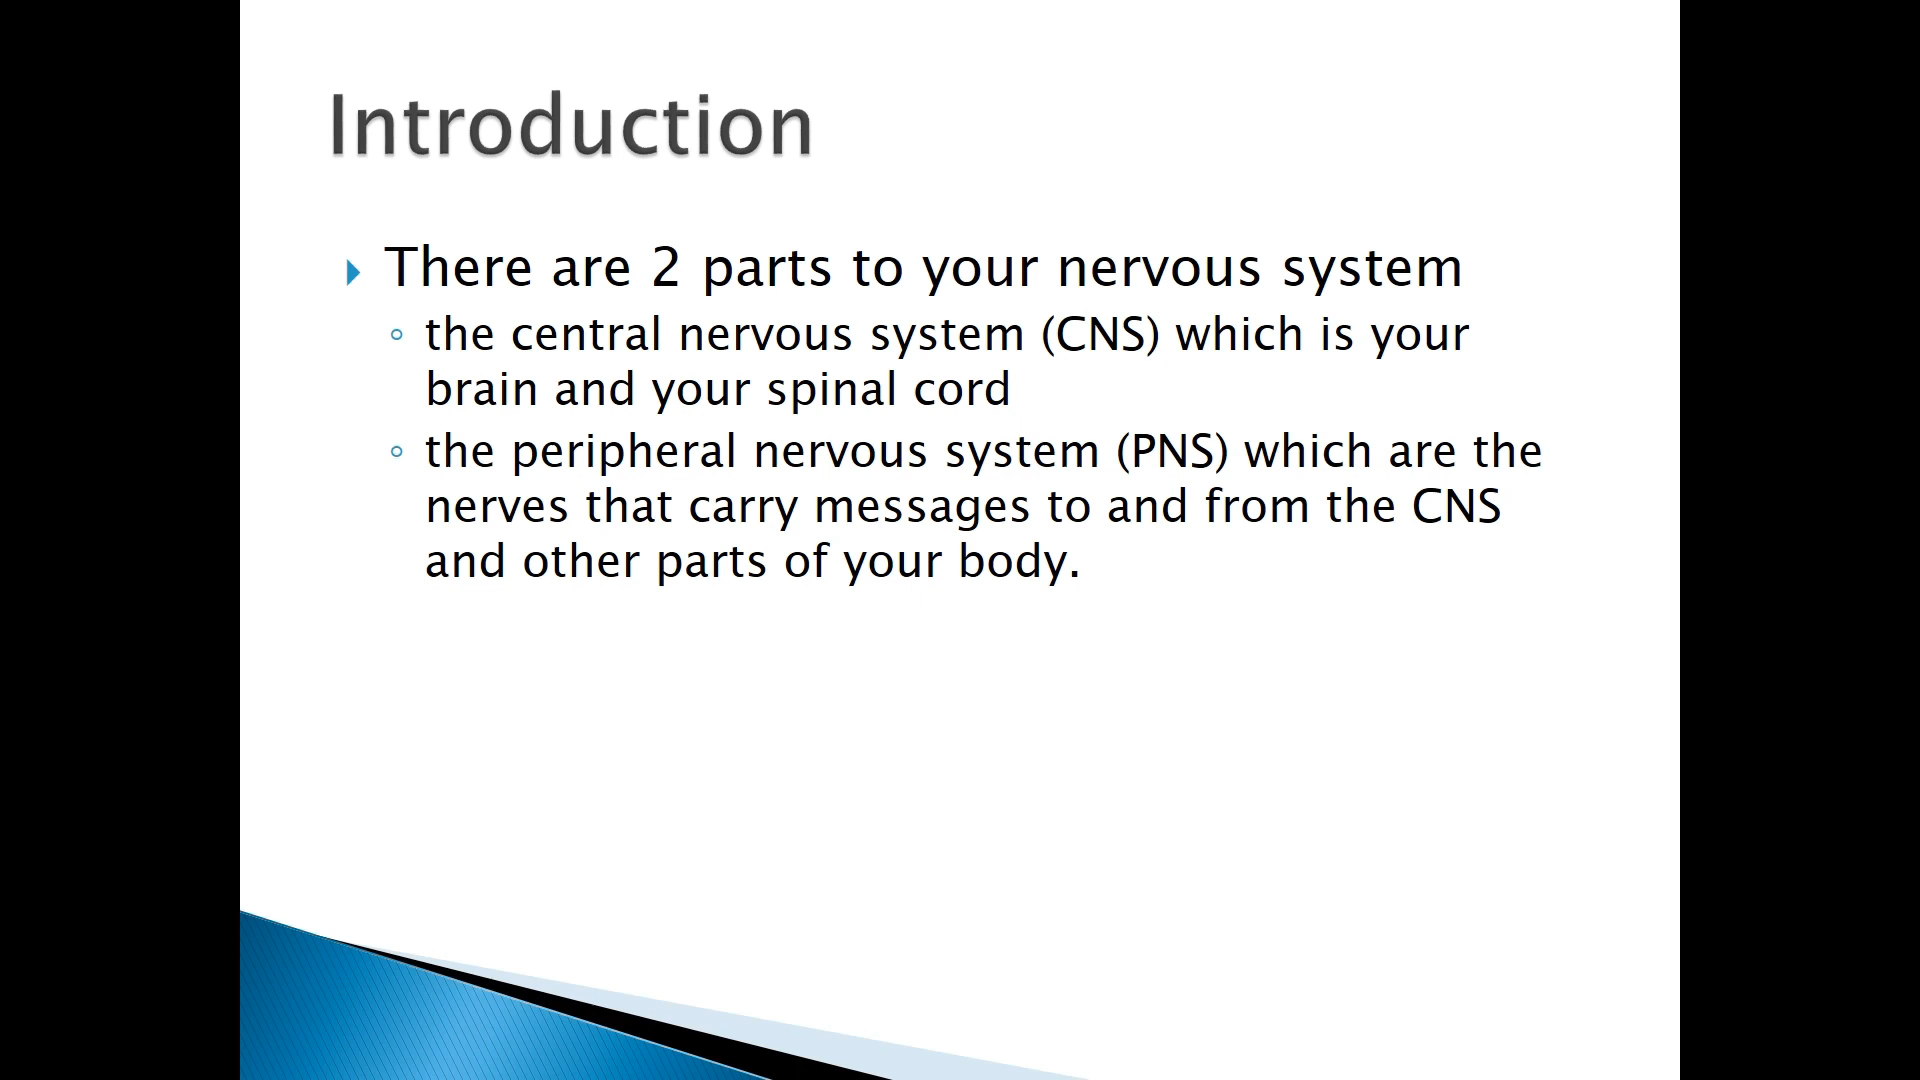 Introduction
There are 2 parts to your nervous system
the central nervous system (CNS) which is your
brain and your spinal cord
the peripheral nervous system (PNS) which are the
nerves that carry messages to and from the CNS
and other parts of your body.